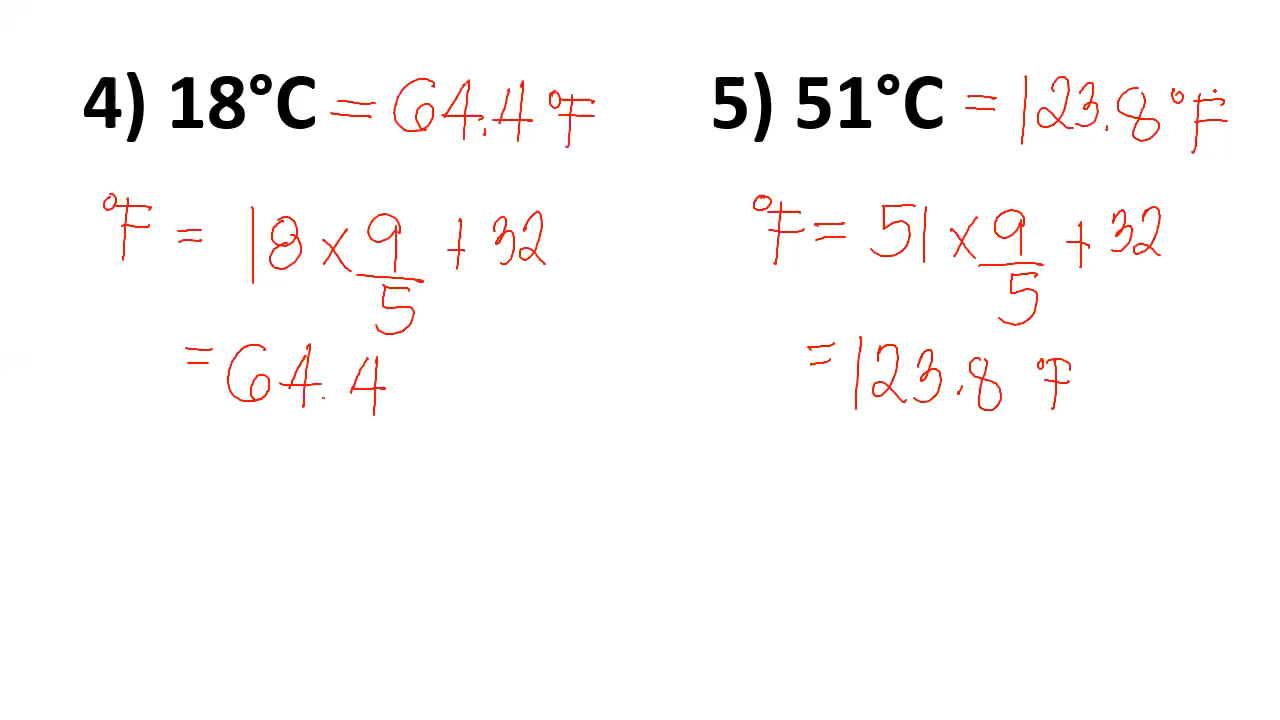 4) 18°C = 64.4 °F
°F = 18 × 9/5 + 32
= 64.4
5) 51°C = 123.8 °F
°F = 51 × 9/5 + 32
= 123.8 °F